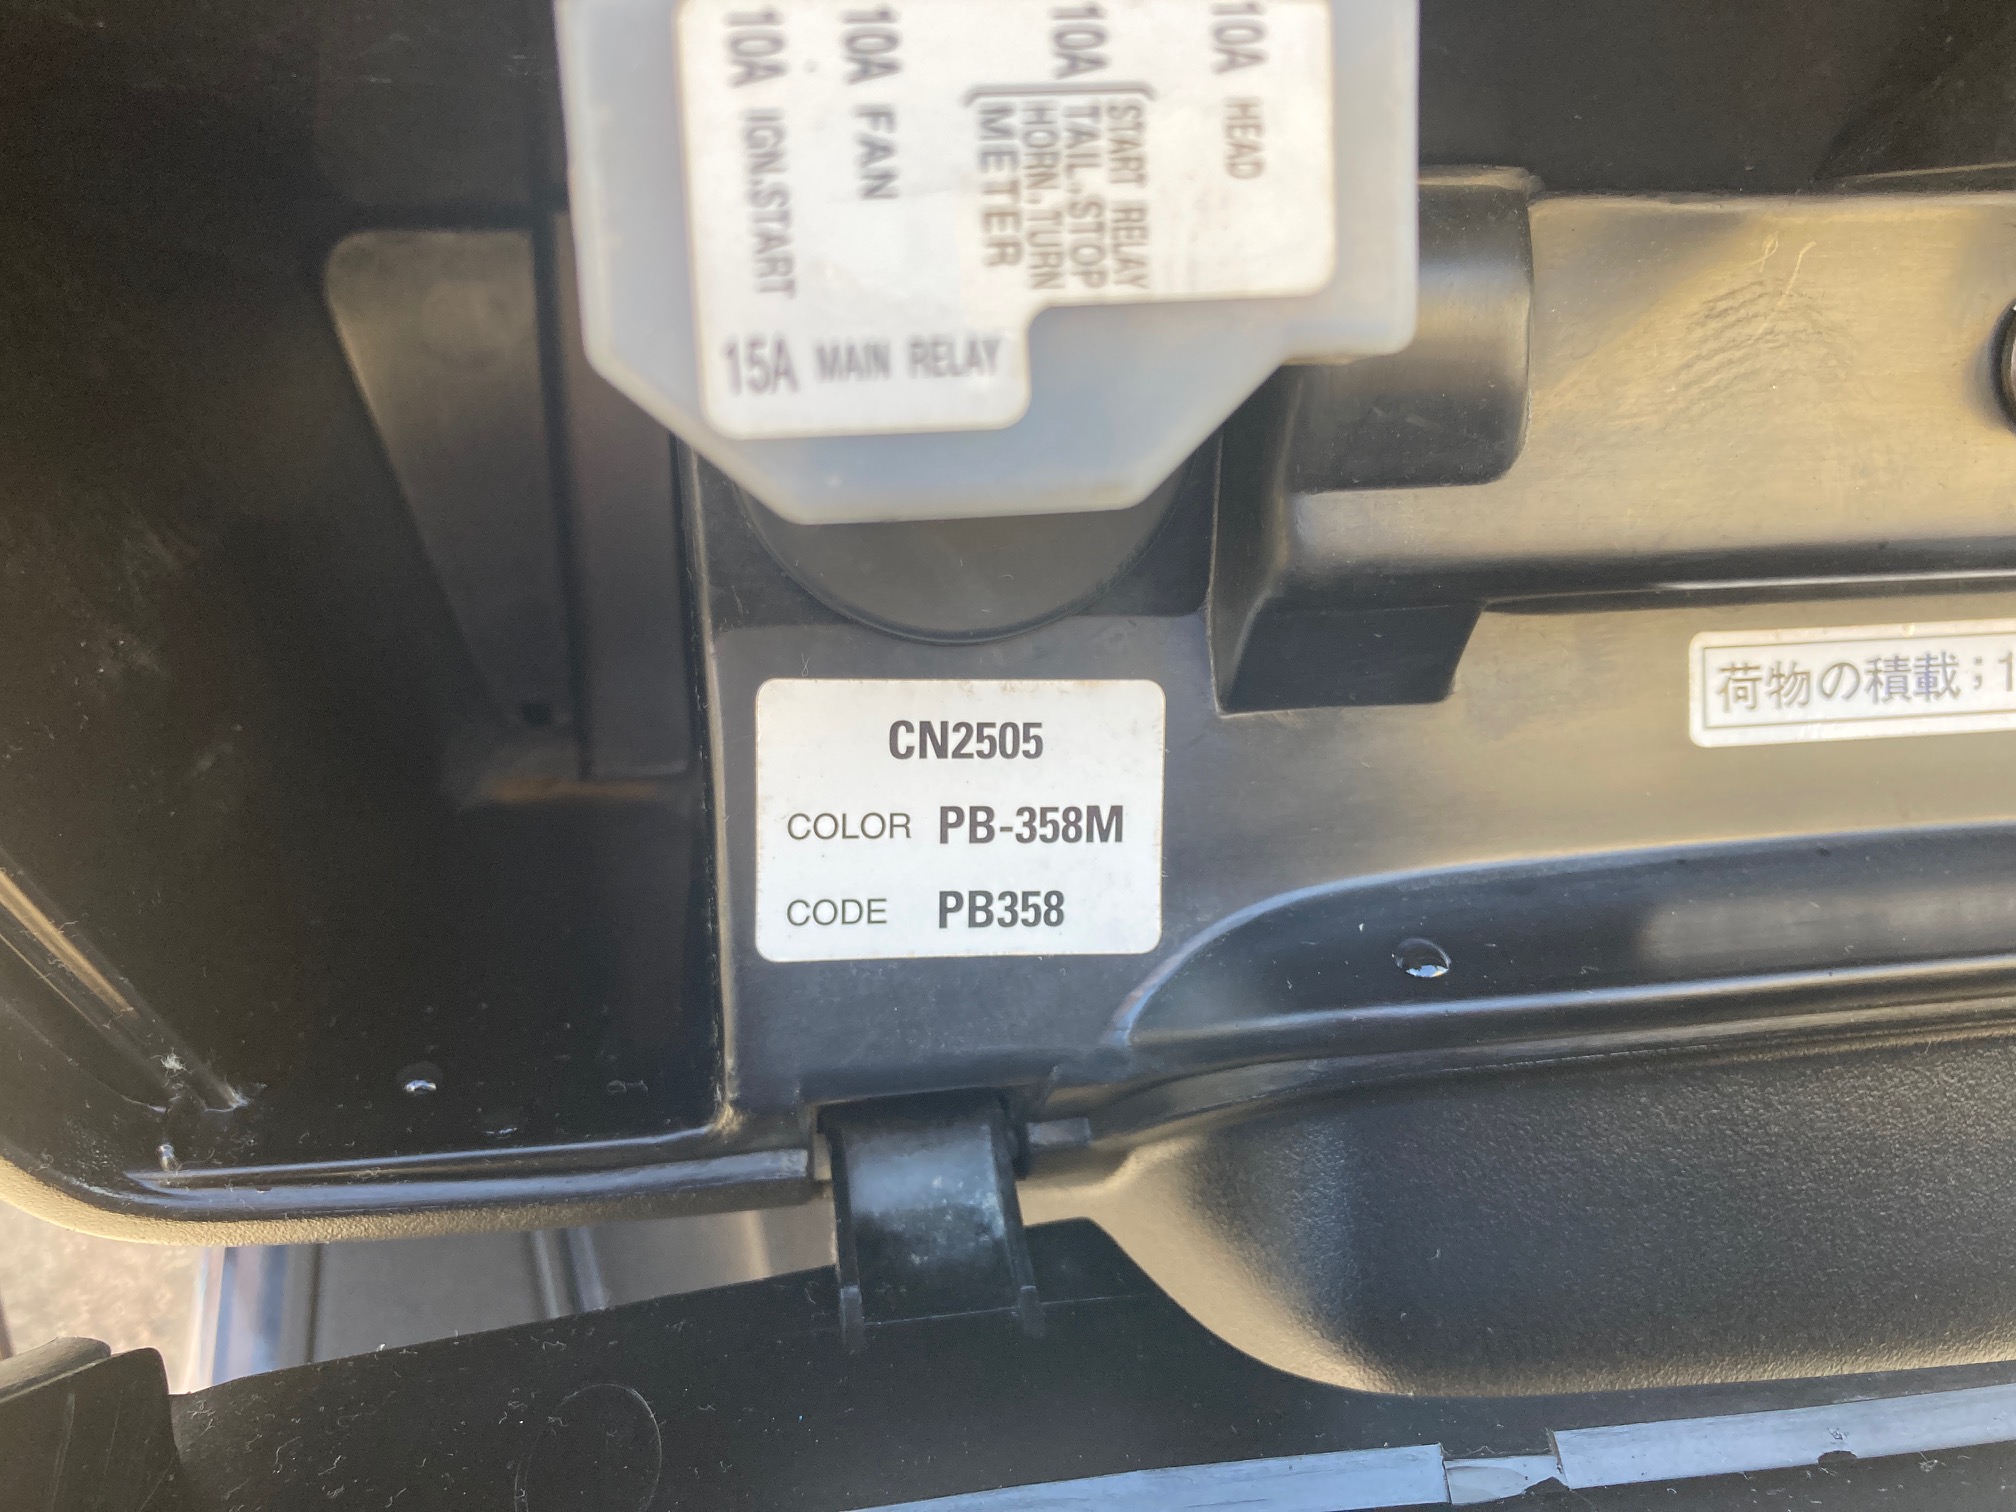 10A HEAD
10A (START RELAY
TAIL,STOP
HORN,TURN
METER
10A FAN
10A IGN,START
15A MAIN RELAY
CN2505
COLOR PB-358M
CODE PB358
荷物の積載;1